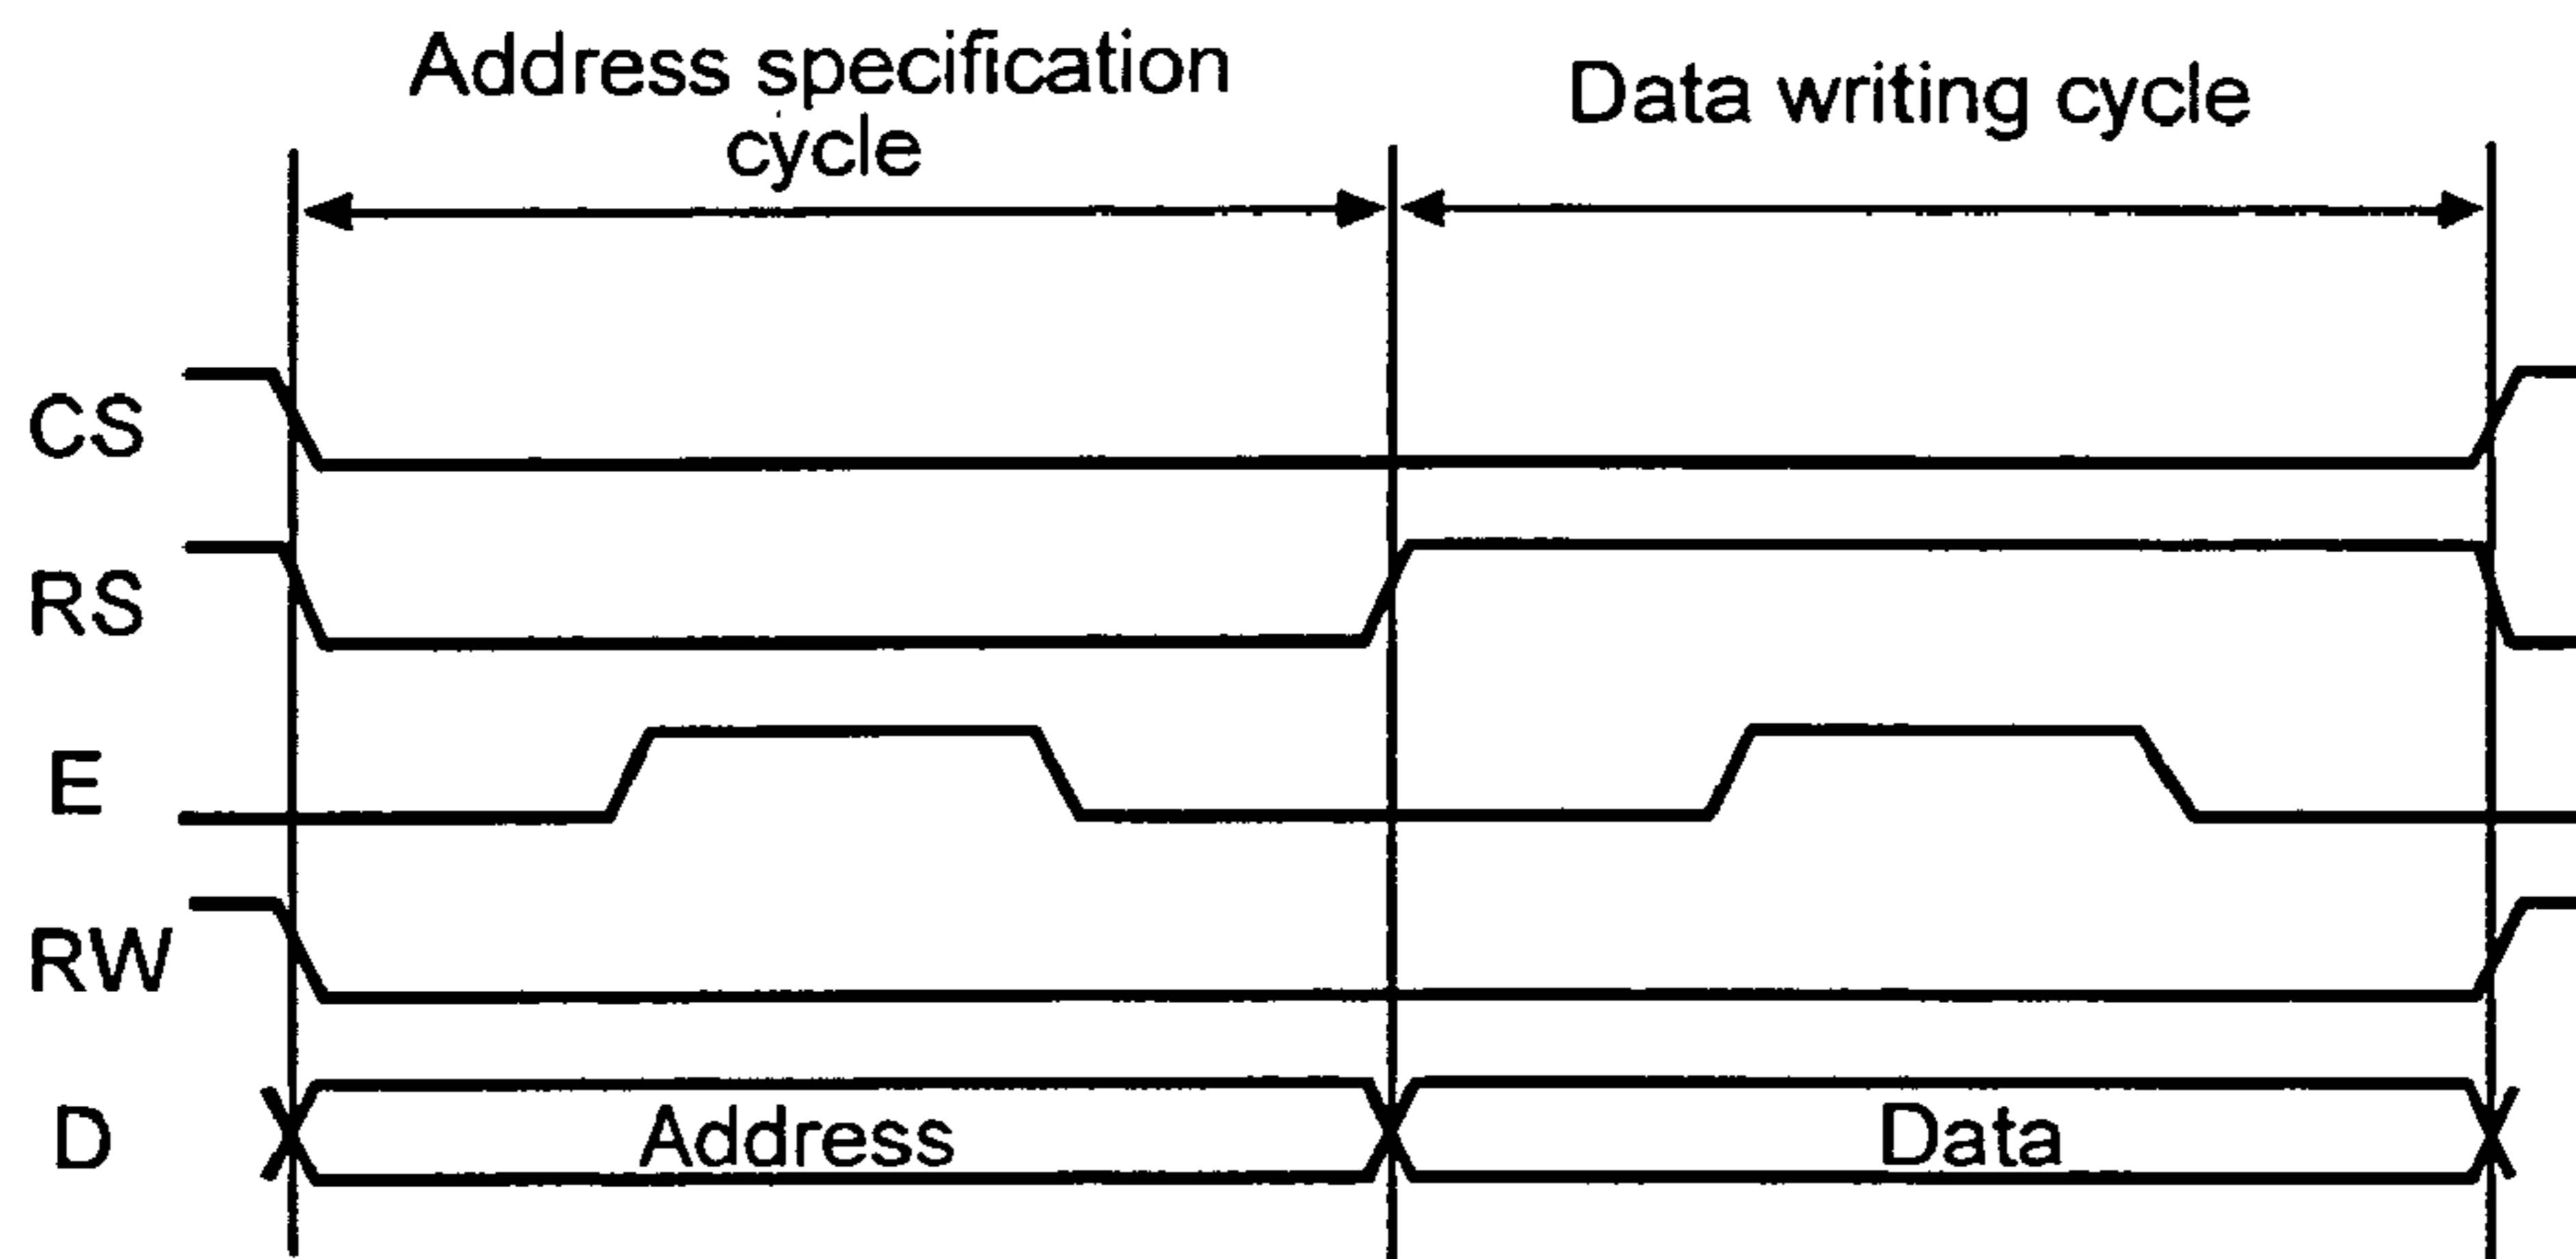 Address specification
cycle
Data writing cycle
CS
RS
E
RW
D
Address
Data